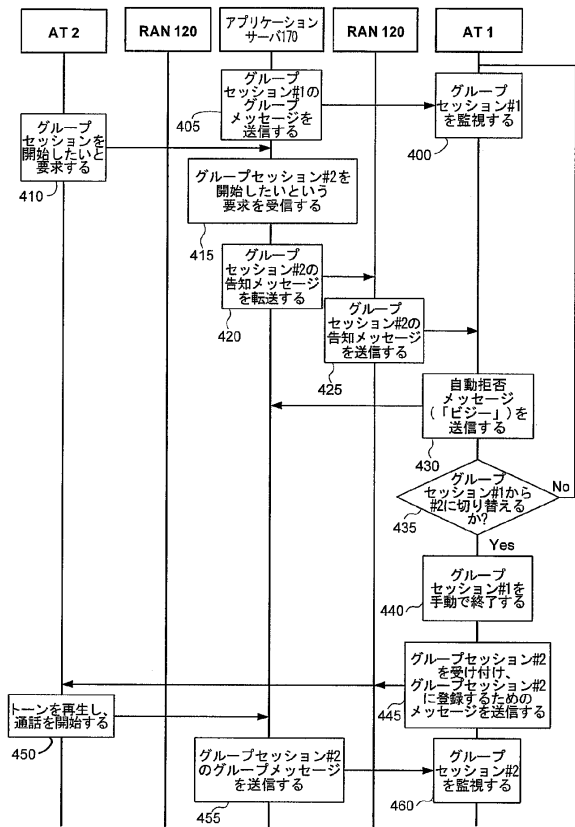 AT 2
RAN 120
アプリケーション
サーバ170
RAN 120
AT 1
グループ
セッション#1の
グループ
メッセージを
送信する
405
グループ
セッション#1
を監視する
400
グループ
セッションを
開始したいと
要求する
410
グループセッション#2を
開始したいという
要求を受信する
415
グループ
セッション#2の
告知メッセージ
を転送する
420
グループ
セッション#2の
告知メッセージ
を送信する
425
自動拒否
メッセージ
(「ビジー」)を
送信する
430
グループ
セッション#1から
#2に切り替える
か?
435
No
Yes
グループ
セッション#1を
手動で終了する
440
グループセッション#2
を受け付け、
グループセッション#2
に登録するための
メッセージを送信する
445
トーンを再生し、
通話を開始する
450
グループセッション#2
のグループメッセージ
を送信する
455
グループ
セッション#2
を監視する
460